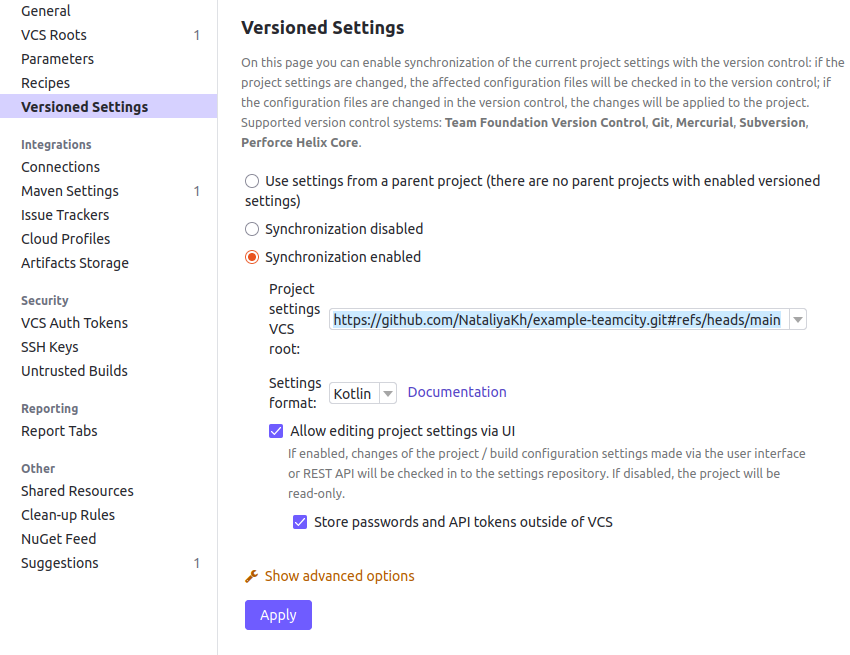 General
VCS Roots 1
Parameters
Recipes
Versioned Settings
Integrations
Connections
Maven Settings 1
Issue Trackers
Cloud Profiles
Artifacts Storage
Security
VCS Auth Tokens
SSH Keys
Untrusted Builds
Reporting
Report Tabs
Other
Shared Resources
Clean-up Rules
NuGet Feed
Suggestions 1
Versioned Settings
On this page you can enable synchronization of the current project settings with the version control: if the
project settings are changed, the affected configuration files will be checked in to the version control; if
the configuration files are changed in the version control, the changes will be applied to the project.
Supported version control systems: Team Foundation Version Control, Git, Mercurial, Subversion,
Perforce Helix Core.
Use settings from a parent project (there are no parent projects with enabled versioned
settings)
Synchronization disabled
Synchronization enabled
Project
settings
VCS
root:
https://github.com/NataliyaKh/example-teamcity.git#refs/heads/main
Settings
format:
Kotlin Documentation
Allow editing project settings via UI
If enabled, changes of the project / build configuration settings made via the user interface
or REST API will be checked in to the settings repository. If disabled, the project will be
read-only.
Store passwords and API tokens outside of VCS
Show advanced options
Apply